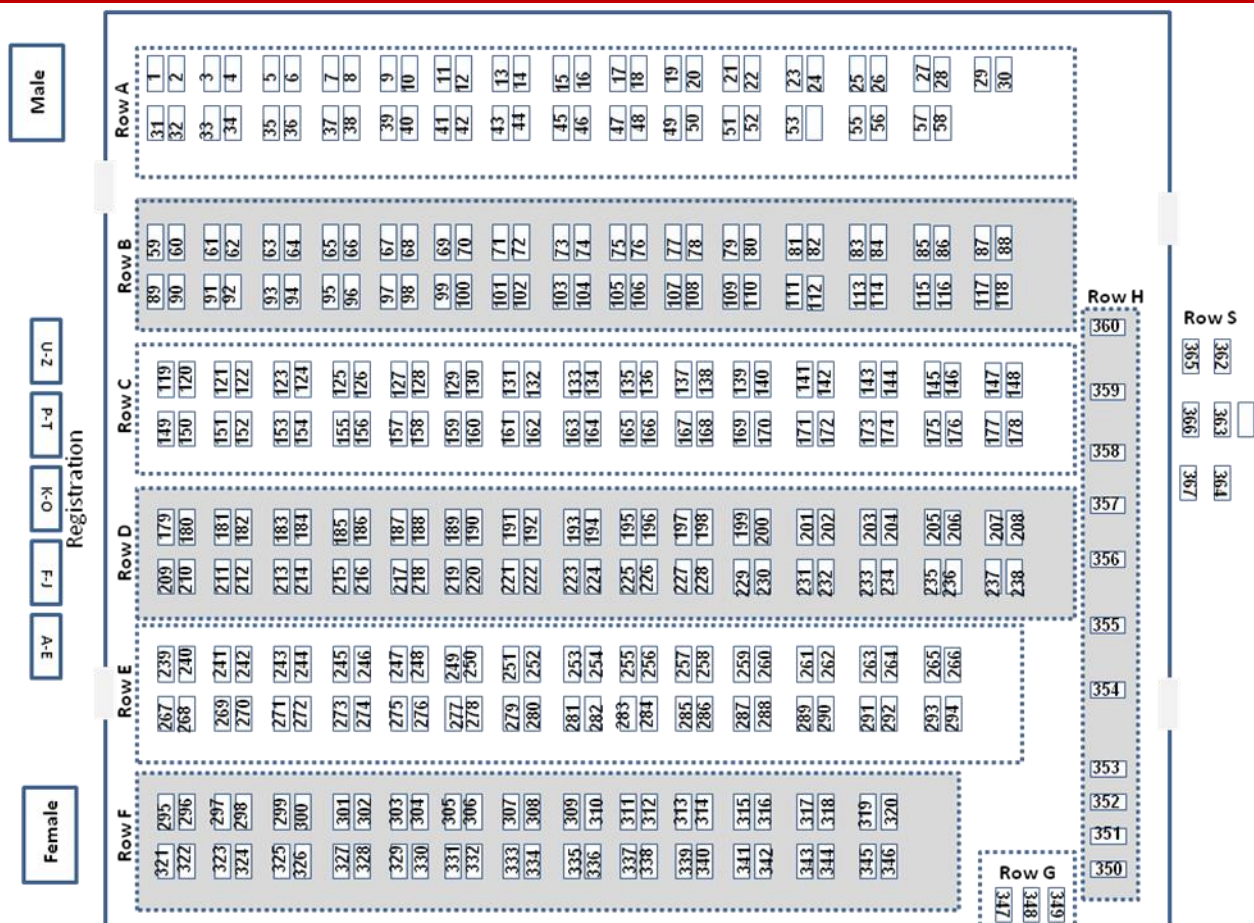 Male
Row A
1 2 3 4 5 6 7 8 9 10 11 12 13 14 15 16 17 18 19 20 21 22 23 24 25 26 27 28 29 30
31 32 33 34 35 36 37 38 39 40 41 42 43 44 45 46 47 48 49 50 51 52 53 55 56 57 58
Row B
59 60 61 62 63 64 65 66 67 68 69 70 71 72 73 74 75 76 77 78 79 80 81 82 83 84 85 86 87 88
89 90 91 92 93 94 95 96 97 98 99 100 101 102 103 104 105 106 107 108 109 110 111 112 113 114 115 116 117 118
Row C
119 120 121 122 123 124 125 126 127 128 129 130 131 132 133 134 135 136 137 138 139 140 141 142 143 144 145 146 147 148
149 150 151 152 153 154 155 156 157 158 159 160 161 162 163 164 165 166 167 168 169 170 171 172 173 174 175 176 177 178
Row D
179 180 181 182 183 184 185 186 187 188 189 190 191 192 193 194 195 196 197 198 199 200 201 202 203 204 205 206 207 208
209 210 211 212 213 214 215 216 217 218 219 220 221 222 223 224 225 226 227 228 229 230 231 232 233 234 235 236 237 238
Row E
239 240 241 242 243 244 245 246 247 248 249 250 251 252 253 254 255 256 257 258 259 260 261 262 263 264 265 266
267 268 269 270 271 272 273 274 275 276 277 278 279 280 281 282 283 284 285 286 287 288 289 290 291 292 293 294
Row F
295 296 297 298 299 300 301 302 303 304 305 306 307 308 309 310 311 312 313 314 315 316 317 318 319 320
321 322 323 324 325 326 327 328 329 330 331 332 333 334 335 336 337 338 339 340 341 342 343 344 345 346
Row G
347 348 349
Row H
360
359
358
357
356
355
354
353
352
351
350
Row S
365 362
366 363
367 364
U-Z
P-T
K-O
F-J
A-E
Registration
Female